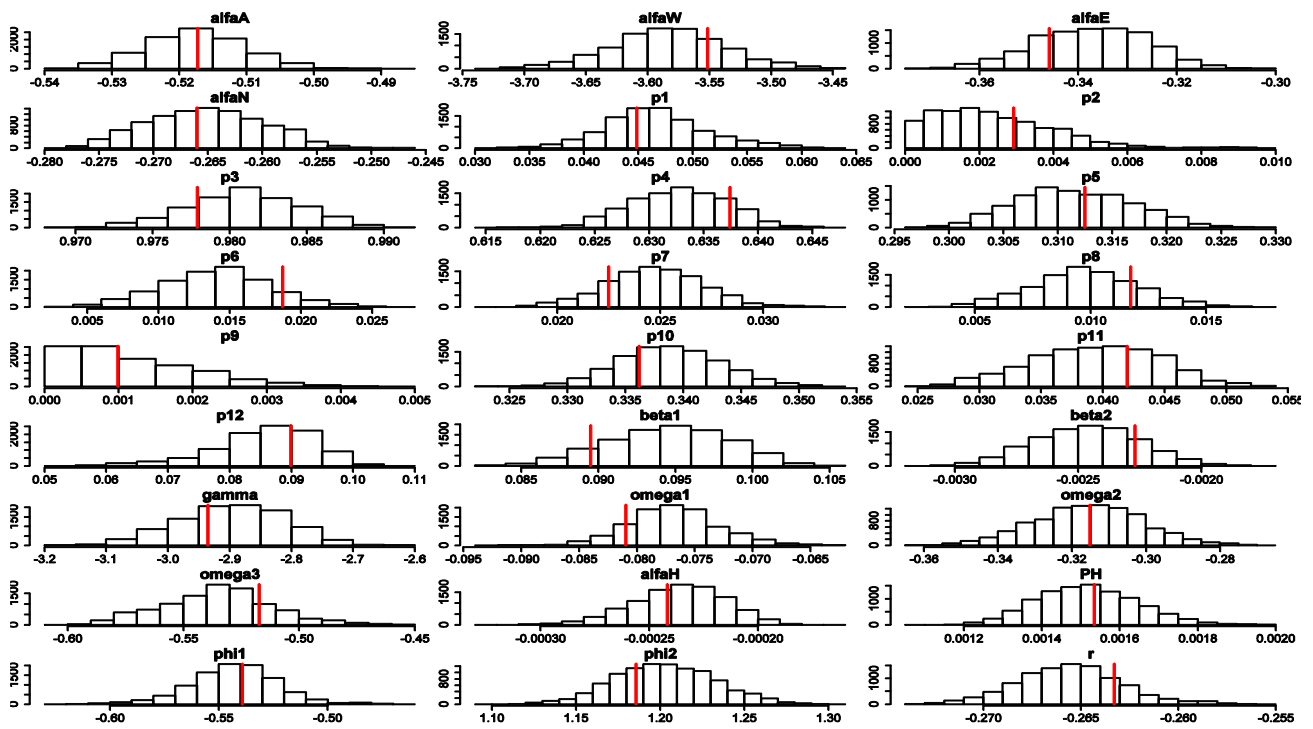 alfaA alfaW alfaE
2000 0 1500 0 1000 0
-0.54 -0.53 -0.52 -0.51 -0.50 -0.49 -3.75 -3.70 -3.65 -3.60 -3.55 -3.50 -3.45 -0.36 -0.34 -0.32 -0.30
alfaN p1 p2
800 0 1500 0 800 0
-0.280 -0.275 -0.270 -0.265 -0.260 -0.255 -0.250 -0.245 0.030 0.035 0.040 0.045 0.050 0.055 0.060 0.065 0.000 0.002 0.004 0.006 0.008 0.010
p3 p4 p5
1500 0 1500 0 1000 0
0.970 0.975 0.980 0.985 0.990 0.615 0.620 0.625 0.630 0.635 0.640 0.645 0.295 0.300 0.305 0.310 0.315 0.320 0.325 0.330
p6 p7 p8
1500 0 1500 0 1500 0
0.005 0.010 0.015 0.020 0.025 0.020 0.025 0.030 0.005 0.010 0.015
p9 p10 p11
2000 0 1500 0 800 0
0.000 0.001 0.002 0.003 0.004 0.005 0.325 0.330 0.335 0.340 0.345 0.350 0.355 0.025 0.030 0.035 0.040 0.045 0.050 0.055
p12 beta1 beta2
2000 0 1500 0 1500 0
0.05 0.06 0.07 0.08 0.09 0.10 0.11 0.085 0.090 0.095 0.100 0.105 -0.0030 -0.0025 -0.0020
gamma omega1 omega2
1500 0 1500 0 800 0
-3.2 -3.1 -3.0 -2.9 -2.8 -2.7 -2.6 -0.095 -0.090 -0.085 -0.080 -0.075 -0.070 -0.065 -0.36 -0.34 -0.32 -0.30 -0.28
omega3 alfaH PH
1500 0 1500 0 1000 0
-0.60 -0.55 -0.50 -0.45 -0.00030 -0.00025 -0.00020 0.0012 0.0014 0.0016 0.0018 0.0020
phi1 phi2 r
1500 0 800 0 1000 0
-0.60 -0.55 -0.50 1.10 1.15 1.20 1.25 1.30 -0.270 -0.265 -0.260 -0.255